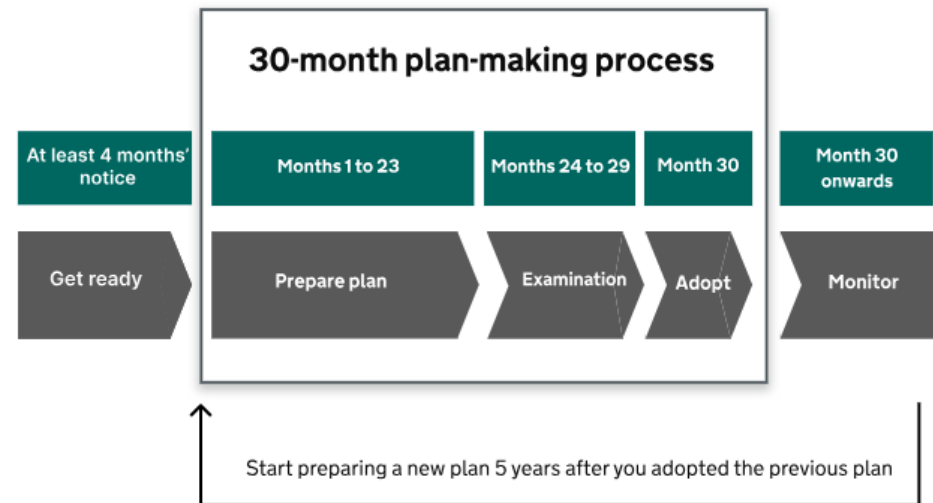 30-month plan-making process
At least 4 months’
notice
Months 1 to 23
Months 24 to 29
Month 30
Month 30
onwards
Get ready
Prepare plan
Examination
Adopt
Monitor
Start preparing a new plan 5 years after you adopted the previous plan